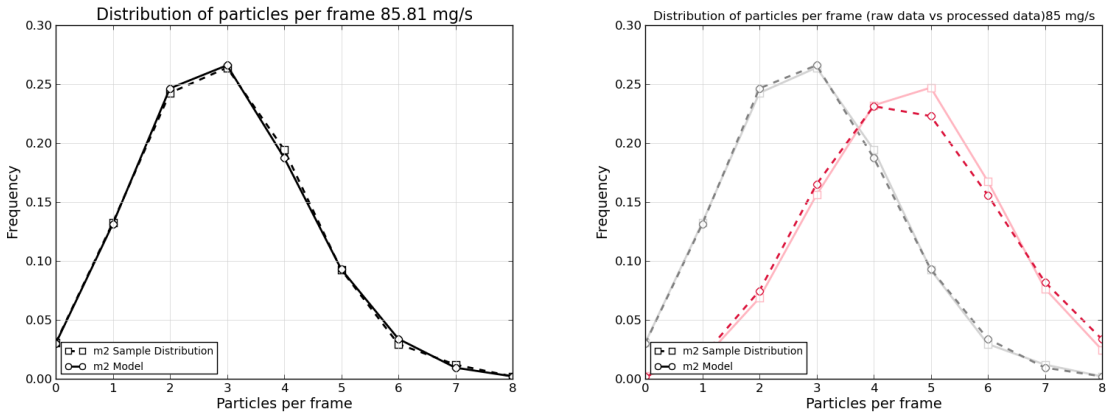 Distribution of particles per frame 85.81 mg/s
0.30
0.25
0.20
0.15
0.10
0.05
0.00
Frequency
m2 Sample Distribution
m2 Model
0 1 2 3 4 5 6 7 8
Particles per frame
Distribution of particles per frame (raw data vs processed data)85 mg/s
0.30
0.25
0.20
0.15
0.10
0.05
0.00
Frequency
m2 Sample Distribution
m2 Model
0 1 2 3 4 5 6 7 8
Particles per frame